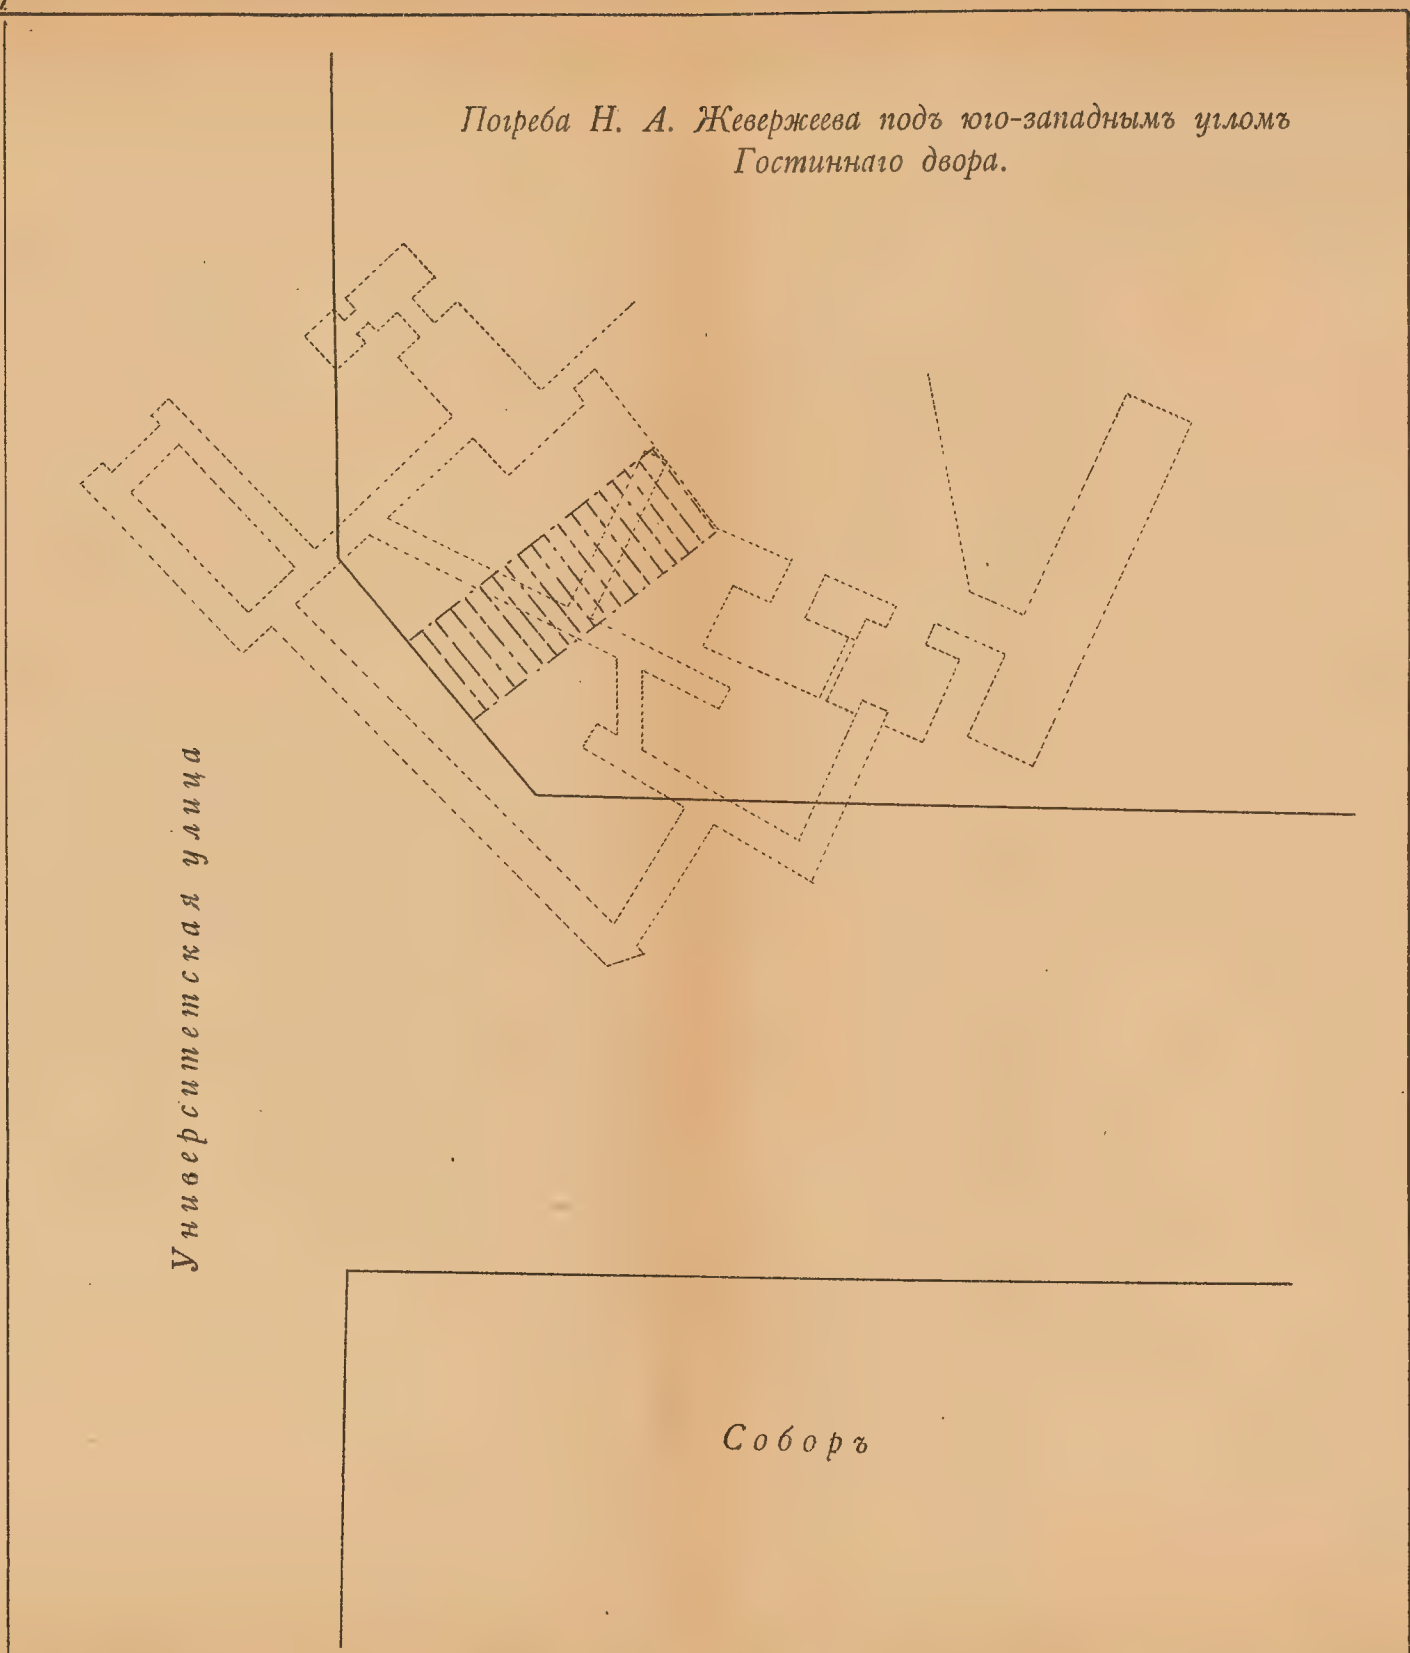 Погреба Н. А. Жевержеева подъ юго-западнымъ угломъ
Гостиннаго двора.
Университетская улица
Соборъ